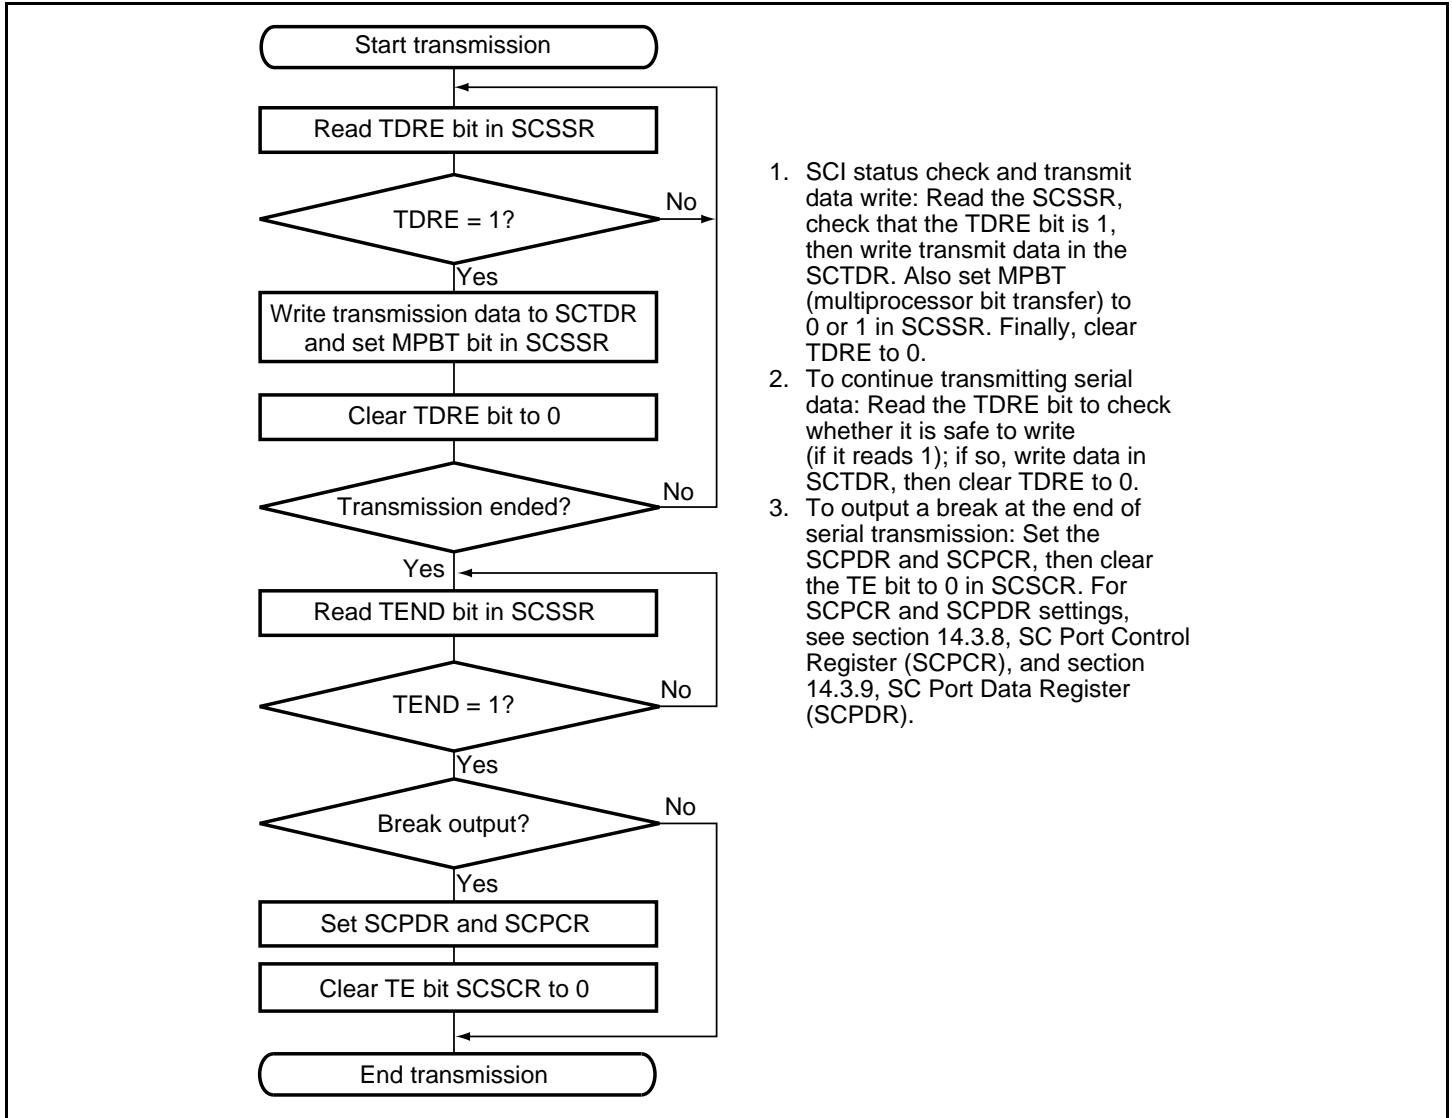 Start transmission
Read TDRE bit in SCSSR
TDRE = 1?
No
Yes
Write transmission data to SCTDR
and set MPBT bit in SCSSR
Clear TDRE bit to 0
Transmission ended?
No
Yes
Read TEND bit in SCSSR
TEND = 1?
No
Yes
Break output?
No
Yes
Set SCPDR and SCPCR
Clear TE bit SCSCR to 0
End transmission
1. SCI status check and transmit
data write: Read the SCSSR,
check that the TDRE bit is 1,
then write transmit data in the
SCTDR. Also set MPBT
(multiprocessor bit transfer) to
0 or 1 in SCSSR. Finally, clear
TDRE to 0.
2. To continue transmitting serial
data: Read the TDRE bit to check
whether it is safe to write
(if it reads 1); if so, write data in
SCTDR, then clear TDRE to 0.
3. To output a break at the end of
serial transmission: Set the
SCPDR and SCPCR, then clear
the TE bit to 0 in SCSCR. For
SCPCR and SCPDR settings,
see section 14.3.8, SC Port Control
Register (SCPCR), and section
14.3.9, SC Port Data Register
(SCPDR).